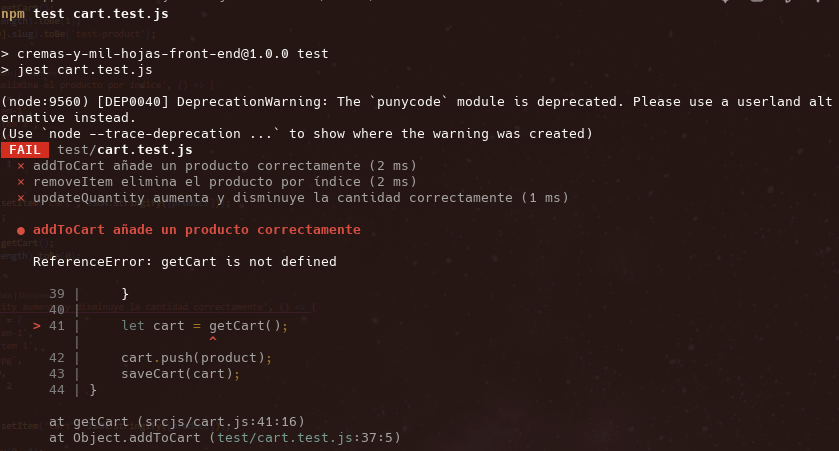 npm test cart.test.js
> cremas-y-mil-hojas-front-end@1.0.0 test
> jest cart.test.js
(node:9560) [DEP0040] DeprecationWarning: The `punycode` module is deprecated. Please use a userland alt
ernative instead.
(Use `node --trace-deprecation ...` to show where the warning was created)
FAIL test/cart.test.js
× addToCart añade un producto correctamente (2 ms)
× removeItem elimina el producto por índice (2 ms)
× updateQuantity aumenta y disminuye la cantidad correctamente (1 ms)
● addToCart añade un producto correctamente
ReferenceError: getCart is not defined
39 |     }
40 |
> 41 |     let cart = getCart();
|                ^
42 |     cart.push(product);
43 |     saveCart(cart);
44 | }
at getCart (srcjs/cart.js:41:16)
at Object.addToCart (test/cart.test.js:37:5)